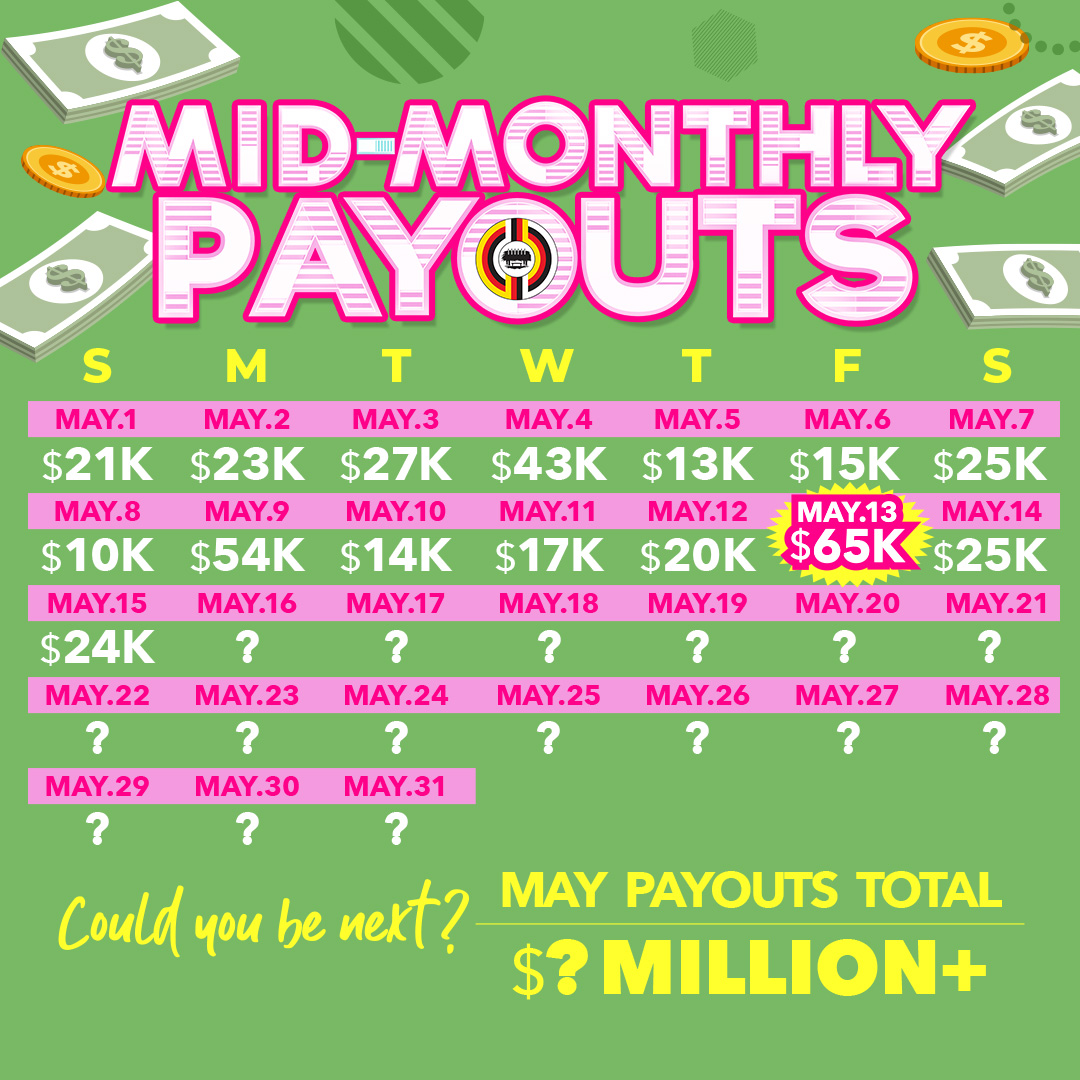 MID-MONTHLY
PAYOUTS
S M T W T F S
MAY.1 MAY.2 MAY.3 MAY.4 MAY.5 MAY.6 MAY.7
$21K $23K $27K $43K $13K $15K $25K
MAY.8 MAY.9 MAY.10 MAY.11 MAY.12 MAY.13 MAY.14
$10K $54K $14K $17K $20K $65K $25K
MAY.15 MAY.16 MAY.17 MAY.18 MAY.19 MAY.20 MAY.21
$24K ? ? ? ? ? ?
MAY.22 MAY.23 MAY.24 MAY.25 MAY.26 MAY.27 MAY.28
? ? ? ? ? ? ?
MAY.29 MAY.30 MAY.31
? ? ?
Could you be next?
MAY PAYOUTS TOTAL
$? MILLION+